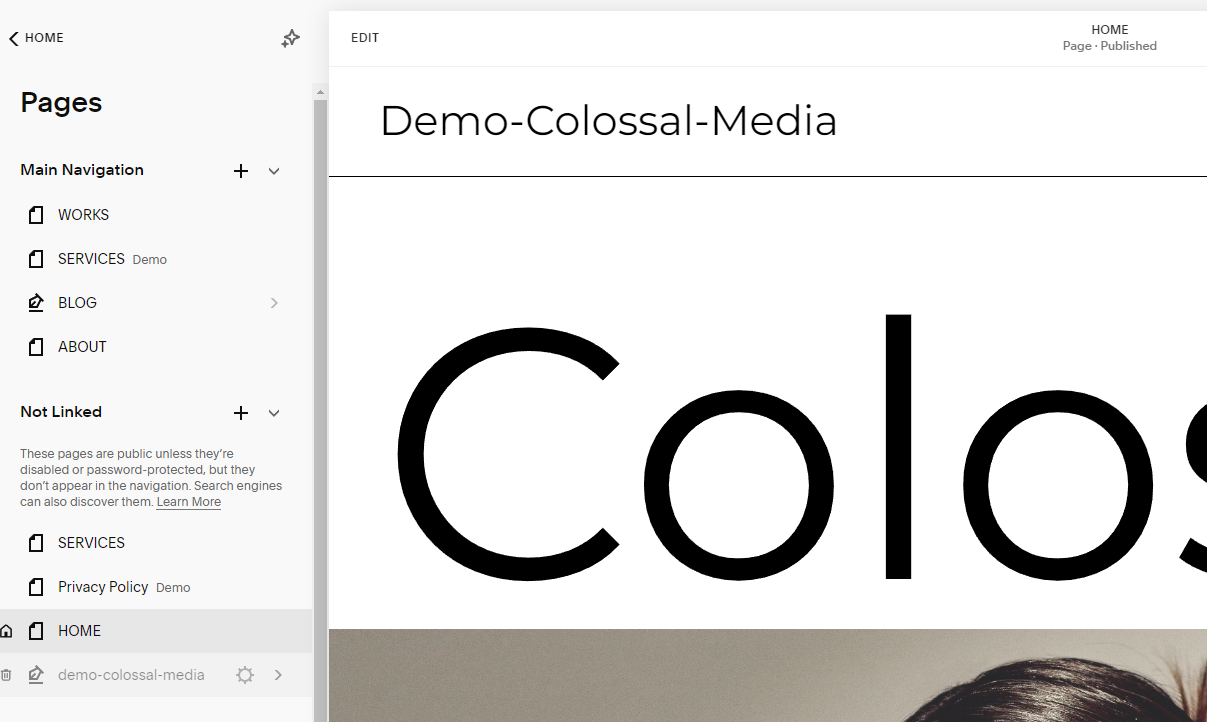 HOME
EDIT
HOME
Page · Published
Pages
Demo-Colossal-Media
Main Navigation
WORKS
SERVICES Demo
BLOG
ABOUT
Not Linked
These pages are public unless they’re
disabled or password-protected, but they
don’t appear in the navigation. Search engines
can also discover them. Learn More
SERVICES
Privacy Policy Demo
HOME
demo-colossal-media
Colos